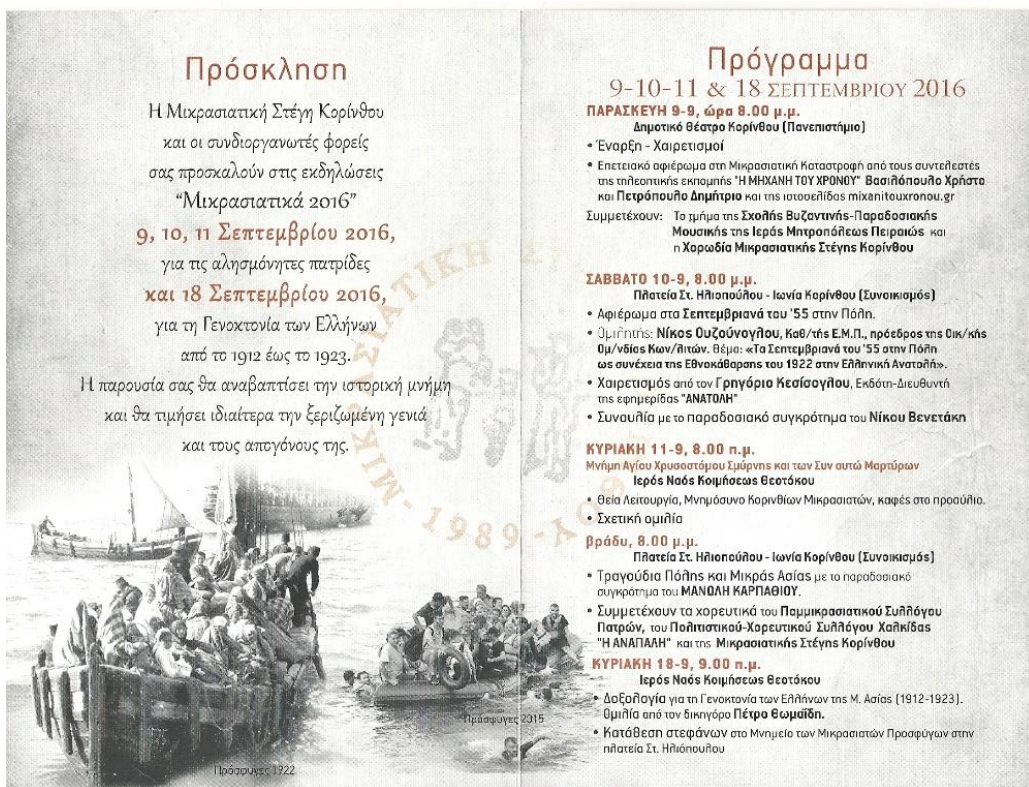 Πρόσκληση
Η Μικρασιατική Στέγη Κορίνθου
και οι συνδιοργανωτές φορείς
σας προσκαλούν στις εκδηλώσεις
“Μικρασιατικά 2016”
9, 10, 11 Σεπτεμβρίου 2016,
για τις αλησμόνητες πατρίδες
και 18 Σεπτεμβρίου 2016,
για τη Γενοκτονία των Ελλήνων
από το 1912 έως το 1923.
Η παρουσία σας θα αναβαπτίσει την ιστορική μνήμη
και θα τιμήσει ιδιαίτερα την ξεριζωμένη γενιά
και τους απογόνους της.
ΜΙΚΡΑΣΙΑΤΙΚΗ
- 1989 -
Πρόσφυγες 1922
Πρόσφυγες 2015
Πρόγραμμα
9-10-11 & 18 ΣΕΠΤΕΜΒΡΙΟΥ 2016
ΠΑΡΑΣΚΕΥΗ 9-9, ώρα 8.00 μ.μ.
Δημοτικό Θέατρο Κορίνθου (Πανεπιστήμιο)
• Έναρξη - Χαιρετισμοί
• Επετειακό αφιέρωμα στη Μικρασιατική Καταστροφή από τους συντελεστές
της τηλεοπτικής εκπομπής "Η ΜΗΧΑΝΗ ΤΟΥ ΧΡΟΝΟΥ" Βασιλόπουλο Χρήστο
και Πετρόπουλο Δημήτριο και της ιστοσελίδας mixanitouxronou.gr
Συμμετέχουν: Το τμήμα της Σχολής Βυζαντινής-Παραδοσιακής
Μουσικής της Ιεράς Μητροπόλεως Πειραιώς και
η Χορωδία Μικρασιατικής Στέγης Κορίνθου
ΣΑΒΒΑΤΟ 10-9, 8.00 μ.μ.
Πλατεία Στ. Ηλιοπούλου - Ιωνία Κορίνθου (Συνοικισμός)
• Αφιέρωμα στα Σεπτεμβριανά του '55 στην Πόλη.
• Ομιλητής: Νίκος Ουζούνογλου, Καθ/τής Ε.Μ.Π., πρόεδρος της Οικ/κής
Ομ/νδίας Κων/λιτών. Θέμα: «Τα Σεπτεμβριανά του '55 στην Πόλη
ως συνέχεια της Εθνοκάθαρσης του 1922 στην Ελληνική Ανατολή».
• Χαιρετισμός από τον Γρηγόριο Κεσίσογλου, Εκδότη-Διευθυντή
της εφημερίδας "ΑΝΑΤΟΛΗ"
• Συναυλία με το παραδοσιακό συγκρότημα του Νίκου Βενετάκη
ΚΥΡΙΑΚΗ 11-9, 8.00 π.μ.
Μνήμη Αγίου Χρυσοστόμου Σμύρνης και των Συν αυτώ Μαρτύρων
Ιερός Ναός Κοιμήσεως Θεοτόκου
• Θεία Λειτουργία, Μνημόσυνο Κορινθίων Μικρασιατών, καφές στο προαύλιο.
• Σχετική ομιλία
βράδυ, 8.00 μ.μ.
Πλατεία Στ. Ηλιοπούλου - Ιωνία Κορίνθου (Συνοικισμός)
• Τραγούδια Πόλης και Μικράς Ασίας με το παραδοσιακό
συγκρότημα του ΜΑΝΩΛΗ ΚΑΡΠΑΘΙΟΥ.
• Συμμετέχουν τα χορευτικά του Παμμικρασιατικού Συλλόγου
Πατρών, του Πολιτιστικού-Χορευτικού Συλλόγου Χαλκίδας
"Η ΑΝΑΠΑΛΗ" και της Μικρασιατικής Στέγης Κορίνθου
ΚΥΡΙΑΚΗ 18-9, 9.00 π.μ.
Ιερός Ναός Κοιμήσεως Θεοτόκου
• Δοξολογία για τη Γενοκτονία των Ελλήνων της Μ. Ασίας (1912-1923).
Ομιλία από τον δικηγόρο Πέτρο Θωμαΐδη.
• Κατάθεση στεφάνων στο Μνημείο των Μικρασιατών Προσφύγων στην
πλατεία Στ. Ηλιόπουλου